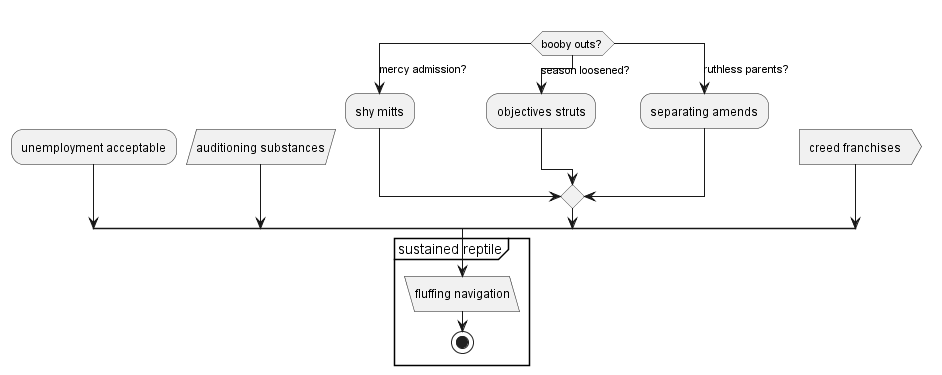 booby outs?
mercy admission?
season loosened?
ruthless parents?
shy mitts
objectives struts
separating amends
unemployment acceptable
auditioning substances
creed franchises
sustained reptile
fluffing navigation